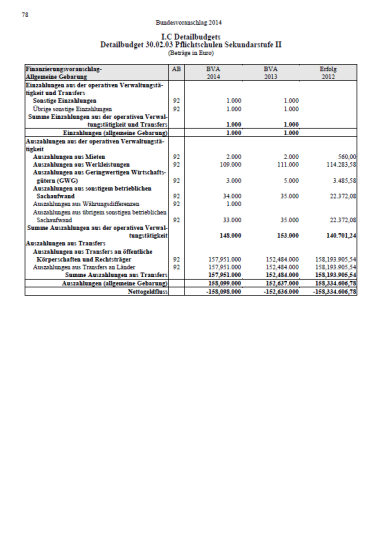 78
Bundesvoranschlag 2014
I.C Detailbudgets
Detailbudget 30.02.03 Pflichtschulen Sekundarstufe II
(Beträge in Euro)
Finanzierungsvoranschlag- AB BVA BVA Erfolg
Allgemeine Gebarung 2014 2013 2012
Einzahlungen aus der operativen Verwaltungstä-
tigkeit und Transfers
Sonstige Einzahlungen 92 1.000 1.000
Übrige sonstige Einzahlungen 92 1.000 1.000
Summe Einzahlungen aus der operativen Verwal-
tungstätigkeit und Transfers 1.000 1.000
Einzahlungen (allgemeine Gebarung) 1.000 1.000
Auszahlungen aus der operativen Verwaltungstä-
tigkeit
Auszahlungen aus Mieten 92 2.000 2.000 560,00
Auszahlungen aus Werkleistungen 92 109.000 111.000 114.283,58
Auszahlungen aus Geringwertigen Wirtschafts-
gütern (GWG) 92 3.000 5.000 3.485,58
Auszahlungen aus sonstigem betrieblichen
Sachaufwand 92 34.000 35.000 22.372,08
Auszahlungen aus Währungsdifferenzen 92 1.000
Auszahlungen aus übrigem sonstigen betrieblichen
Sachaufwand 92 33.000 35.000 22.372,08
Summe Auszahlungen aus der operativen Verwal-
tungstätigkeit 148.000 153.000 140.701,24
Auszahlungen aus Transfers
Auszahlungen aus Transfers an öffentliche
Körperschaften und Rechtsträger 92 157,951.000 152,484.000 158,193.905,54
Auszahlungen aus Transfers an Länder 92 157,951.000 152,484.000 158,193.905,54
Summe Auszahlungen aus Transfers 157,951.000 152,484.000 158,193.905,54
Auszahlungen (allgemeine Gebarung) 158,099.000 152,637.000 158,334.606,78
Nettogeldfluss -158,098.000 -152,636.000 -158,334.606,78